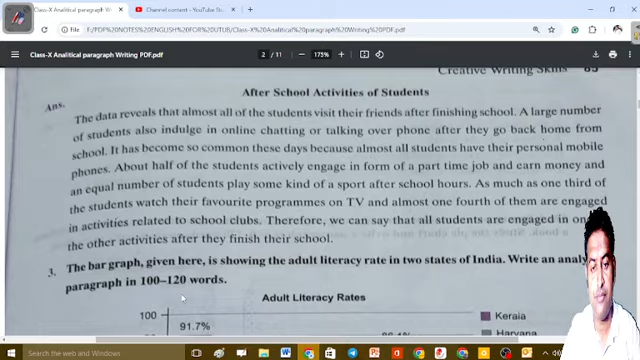 Class-X Analitical paragraph Writi
Channel content - YouTube St
File
F:/PDF%20NOTES%20ENGLISH%20FOR%20UTUB/Class-X%20Analitical%20paragraph%20Writing%20PDF.pdf
Class-X Analitical paragraph Writing PDF.pdf
2 / 11
175%
Creative Writing Skills 85
After School Activities of Students
Ans.
The data reveals that almost all of the students visit their friends after finishing school. A large number
of students also indulge in online chatting or talking over phone after they go back home from
school. It has become so common these days because almost all students have their personal mobile
phones. About half of the students actively engage in form of a part time job and earn money and
an equal number of students play some kind of a sport after school hours. As much as one third of
the students watch their favourite programmes on TV and almost one fourth of them are engaged
in activities related to school clubs. Therefore, we can say that all students are engaged in
the other activities after they finish their school.
3. The bar graph, given here, is showing the adult literacy rate in two states of India. Write an analy
paragraph in 100–120 words.
Adult Literacy Rates
100
91.7%
Kerala
Haryana
Search Windows
ENG